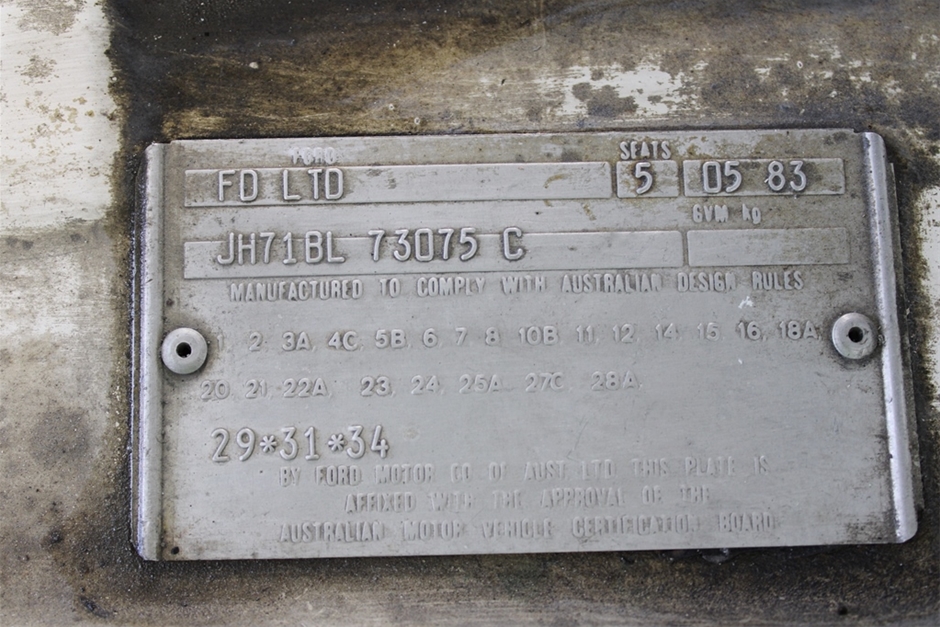 FORD SEATS
FD LTD 5 05 83
GVM kg
JH71BL 73075 C
MANUFACTURED TO COMPLY WITH AUSTRALIAN DESIGN RULES
1, 2, 3A, 4C, 5B, 6, 7, 8, 10B, 11, 12, 14, 15, 16, 18A,
20, 21, 22A, 23, 24, 25A, 27C, 28A,
29*31*34
BY FORD MOTOR CO OF AUST LTD THIS PLATE IS
AFFIXED WITH THE APPROVAL OF THE
AUSTRALIAN MOTOR VEHICLE CERTIFICATION BOARD